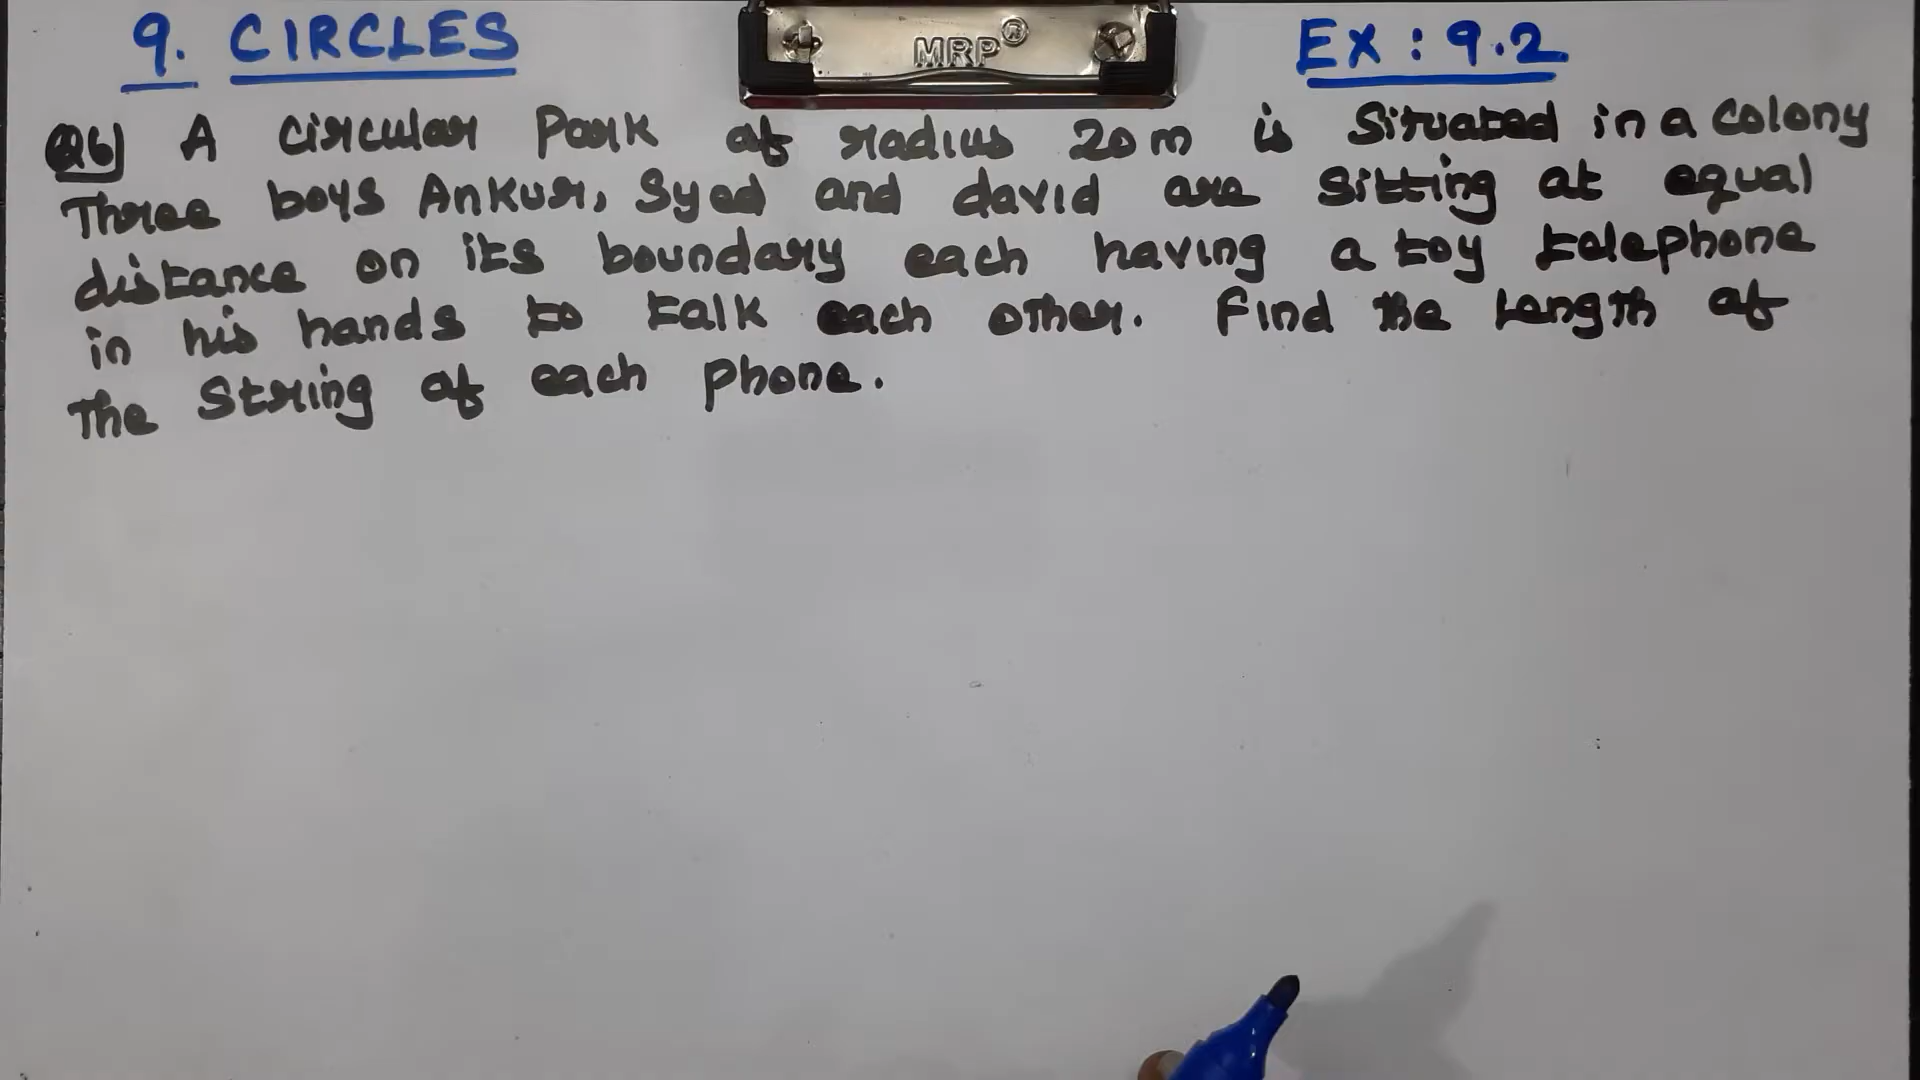 9. CIRCLES
MRP®
EX : 9.2
Q6) A circular Park of radius 20 m is situated in a colony
Three boys Ankur, Syed and david are sitting at equal
distance on its boundary each having a toy telephone
in his hands to talk each other. Find the Length of
The String of each phone.